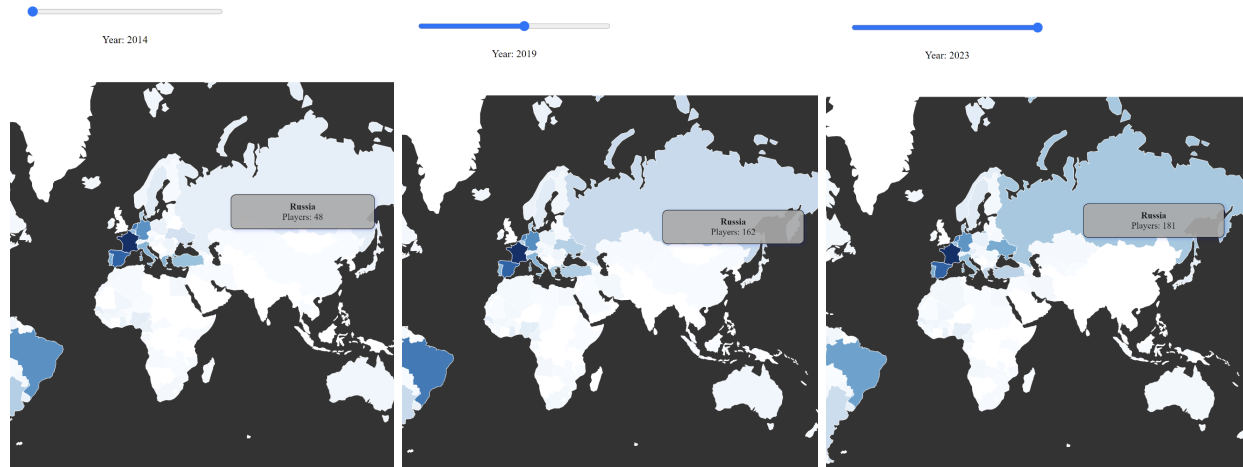 Year: 2014
Russia
Players: 48
Year: 2019
Russia
Players: 162
Year: 2023
Russia
Players: 181